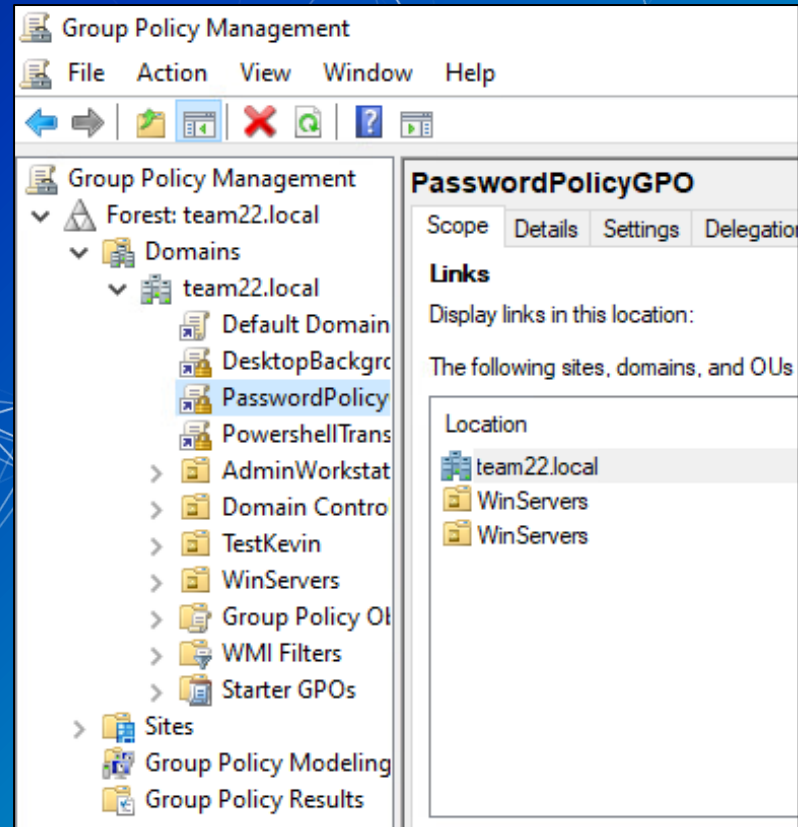 Group Policy Management
File Action View Window Help
Group Policy Management
Forest: team22.local
Domains
team22.local
Default Domain
DesktopBackgrc
PasswordPolicy
PowershellTrans
AdminWorkstat
Domain Contro
TestKevin
WinServers
Group Policy Ob
WMI Filters
Starter GPOs
Sites
Group Policy Modeling
Group Policy Results
PasswordPolicyGPO
Scope Details Settings Delegation
Links
Display links in this location:
The following sites, domains, and OUs
Location
team22.local
WinServers
WinServers